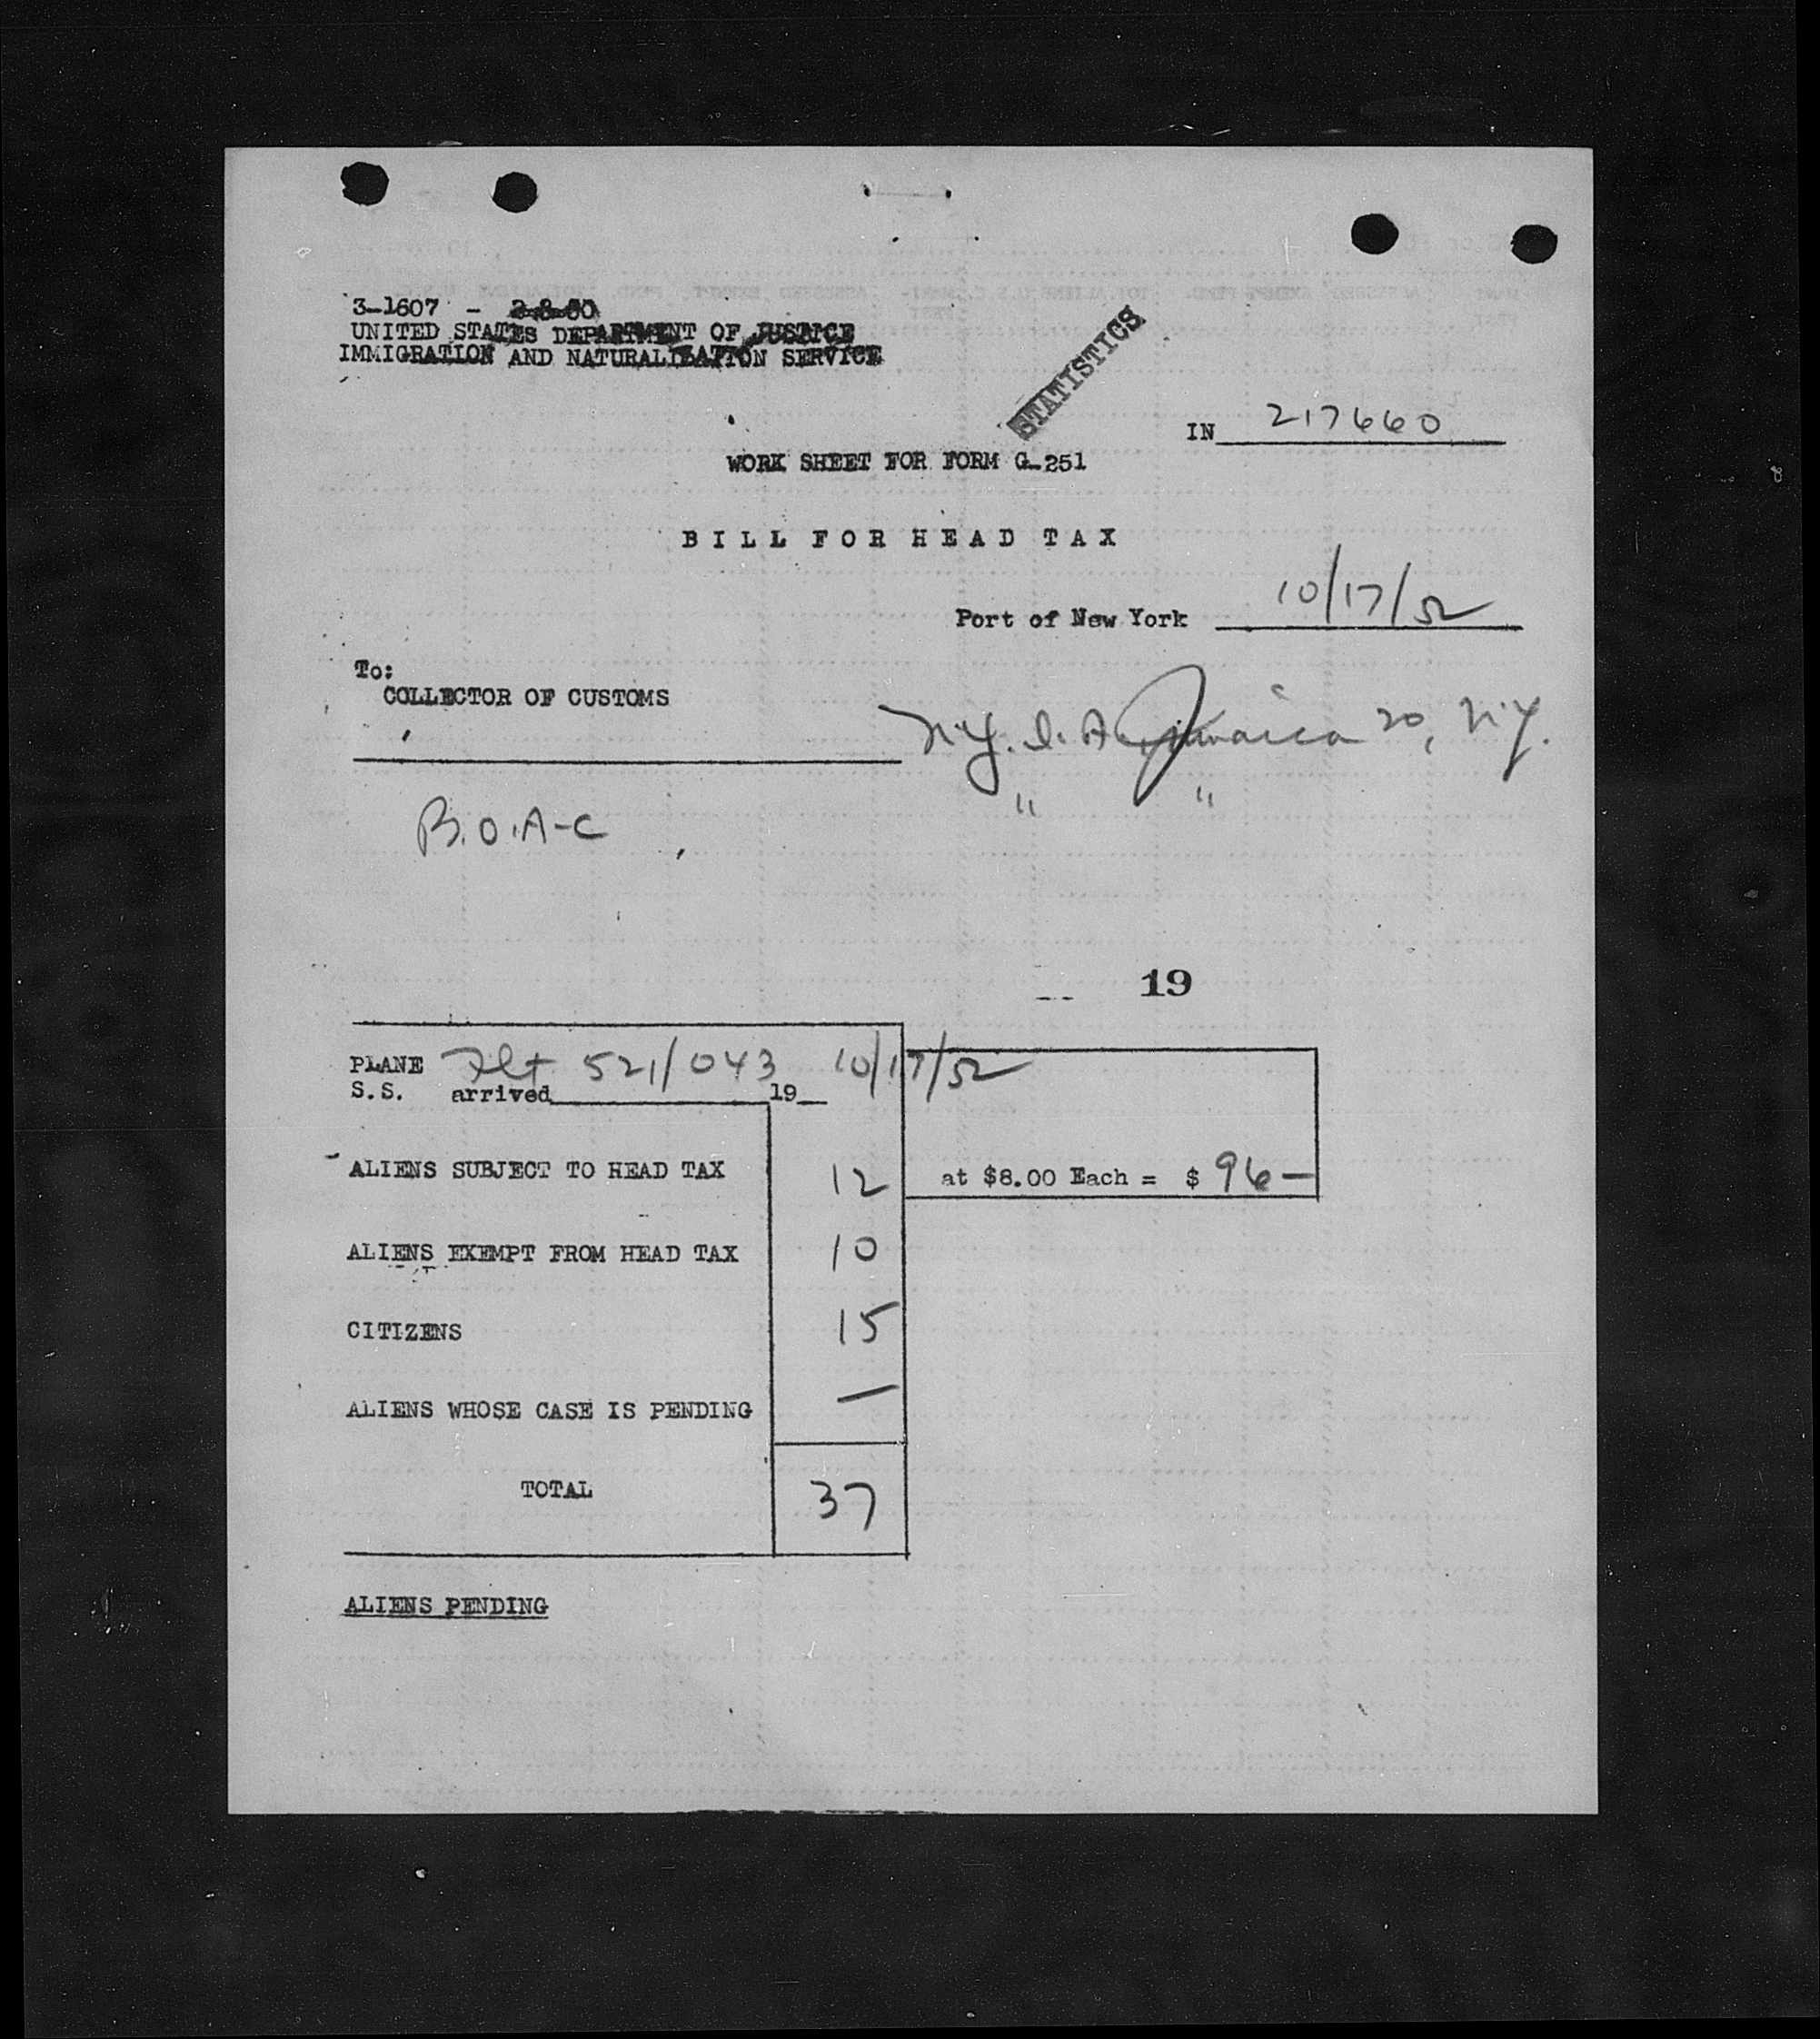 3-1607 - 2-8-50
UNITED STATES DEPARTMENT OF JUSTICE
IMMIGRATION AND NATURALIZATION SERVICE
STATISTICS
IN 217660
WORK SHEET FOR FORM G-251
BILL FOR HEAD TAX
Port of New York 10/17/52
To:
COLLECTOR OF CUSTOMS
N.Y. I. A. Jamaica 20, N.Y.
" "
B.O.A-C
19
PLANE Flt 521/043 10/17/52
S.S. arrived 19
ALIENS SUBJECT TO HEAD TAX 12 at $8.00 Each = $ 96—
ALIENS EXEMPT FROM HEAD TAX 10
CITIZENS 15
ALIENS WHOSE CASE IS PENDING —
TOTAL 37
ALIENS PENDING